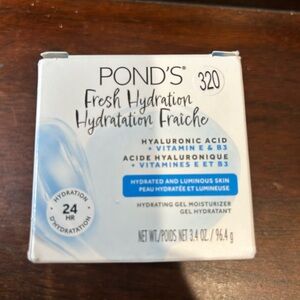 POND'S
320
Fresh Hydration
Hydratation Fraîche
HYALURONIC ACID
+ VITAMIN E & B3
ACIDE HYALURONIQUE
+ VITAMINES E ET B3
HYDRATED AND LUMINOUS SKIN
PEAU HYDRATÉE ET LUMINEUSE
HYDRATION
24
HR
D'HYDRATATION
HYDRATING GEL MOISTURIZER
GEL HYDRATANT
NET WT./POIDS NET 3.4 OZ. / 96.4 g